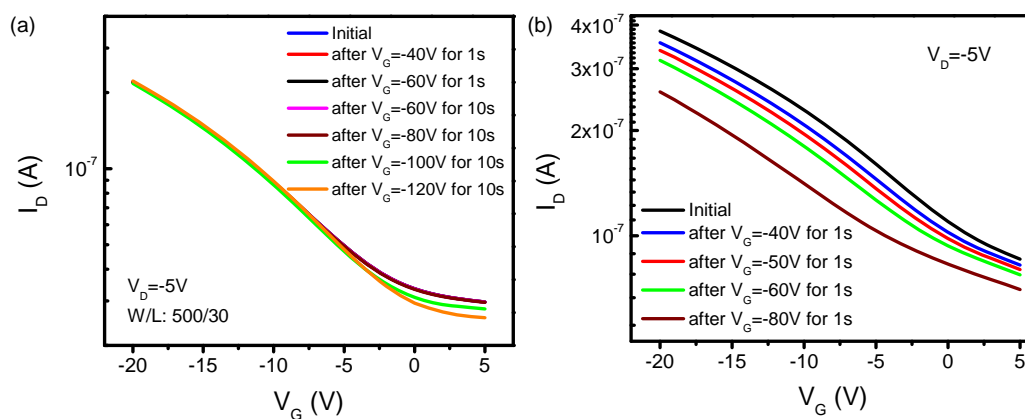 (a)
Initial
after V_G=-40V for 1s
after V_G=-60V for 1s
after V_G=-60V for 10s
after V_G=-80V for 10s
after V_G=-100V for 10s
after V_G=-120V for 10s
10^-7
I_D (A)
V_D=-5V
W/L: 500/30
-20 -15 -10 -5 0 5
V_G (V)
(b)
V_D=-5V
4x10^-7
3x10^-7
2x10^-7
10^-7
I_D (A)
Initial
after V_G=-40V for 1s
after V_G=-50V for 1s
after V_G=-60V for 1s
after V_G=-80V for 1s
-20 -15 -10 -5 0 5
V_G (V)